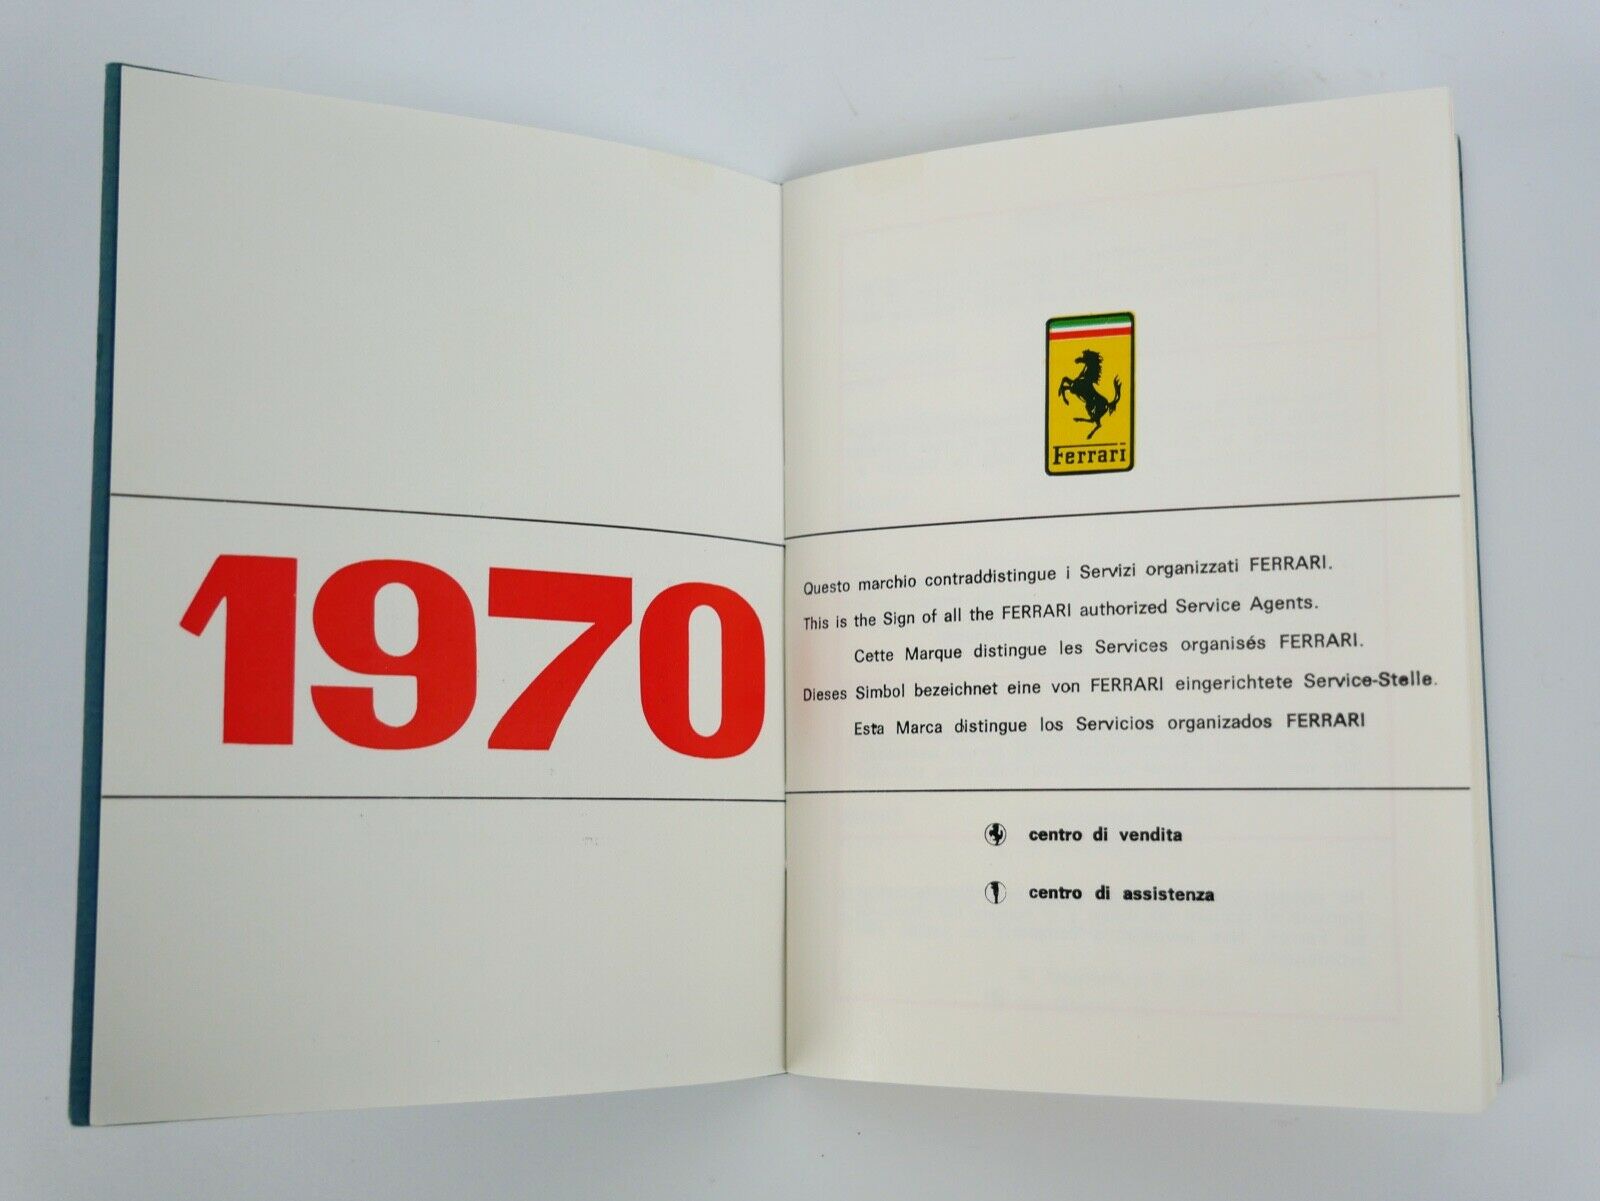 1970
Ferrari
Questo marchio contraddistingue i Servizi organizzati FERRARI.
This is the Sign of all the FERRARI authorized Service Agents.
Cette Marque distingue les Services organisés FERRARI.
Dieses Simbol bezeichnet eine von FERRARI eingerichtete Service-Stelle.
Esta Marca distingue los Servicios organizados FERRARI
centro di vendita
centro di assistenza